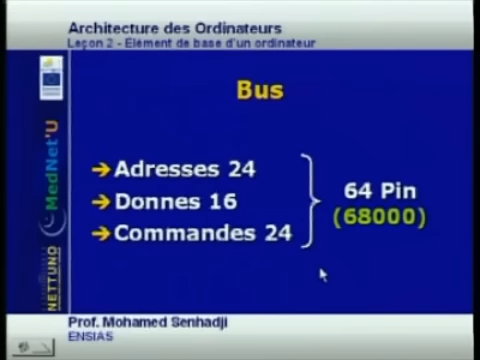 Architecture des Ordinateurs
Leçon 2 - Élément de base d'un ordinateur
Bus
Adresses 24
Donnes 16
Commandes 24
64 Pin
(68000)
MedNet'U
NETTUNO
Prof. Mohamed Senhadji
ENSIAS